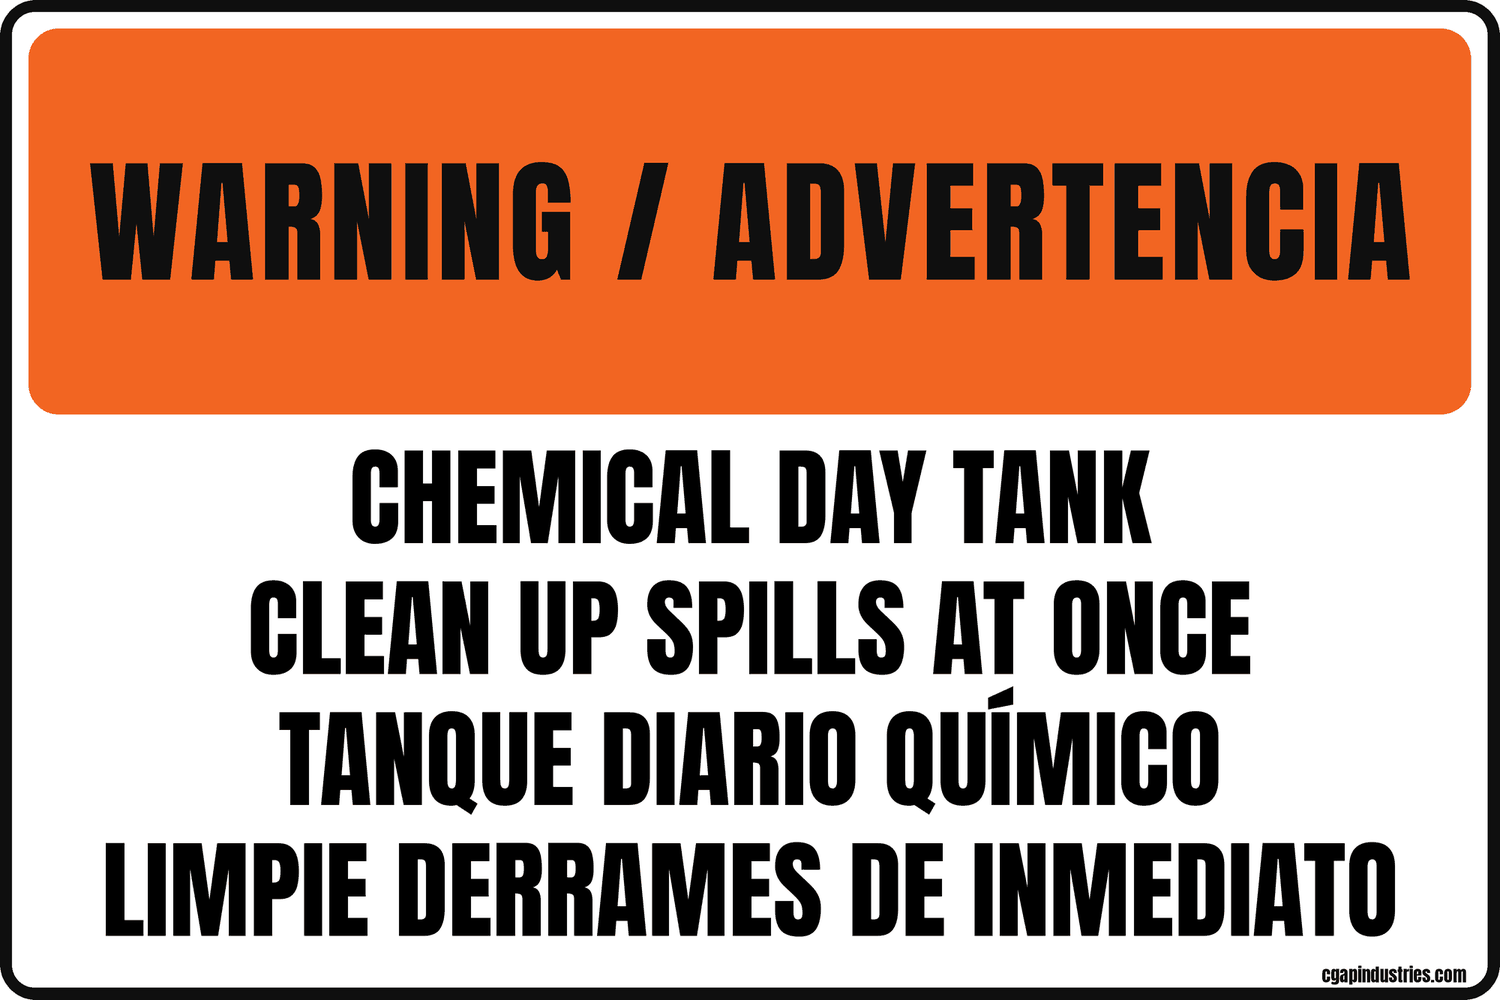 WARNING / ADVERTENCIA
CHEMICAL DAY TANK
CLEAN UP SPILLS AT ONCE
TANQUE DIARIO QUÍMICO
LIMPIE DERRAMES DE INMEDIATO
cgapindustries.com